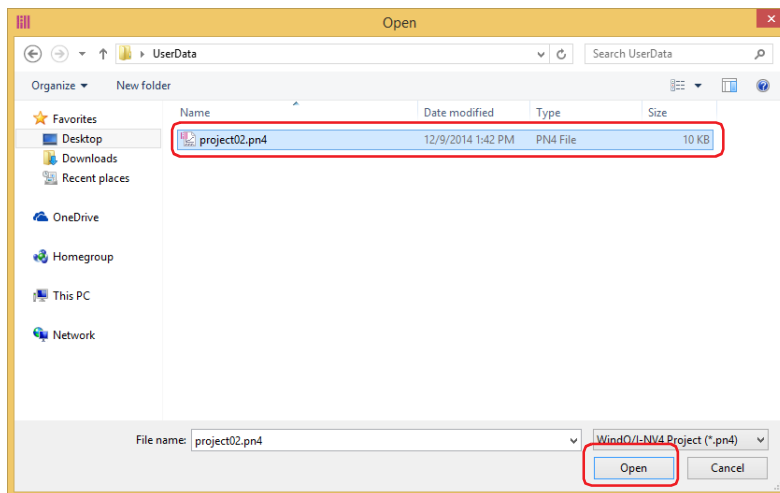 Open
UserData
Search UserData
Organize
New folder
Name Date modified Type Size
project02.pn4 12/9/2014 1:42 PM PN4 File 10 KB
Favorites
Desktop
Downloads
Recent places
OneDrive
Homegroup
This PC
Network
File name: project02.pn4 WindO/I-NV4 Project (*.pn4)
Open Cancel